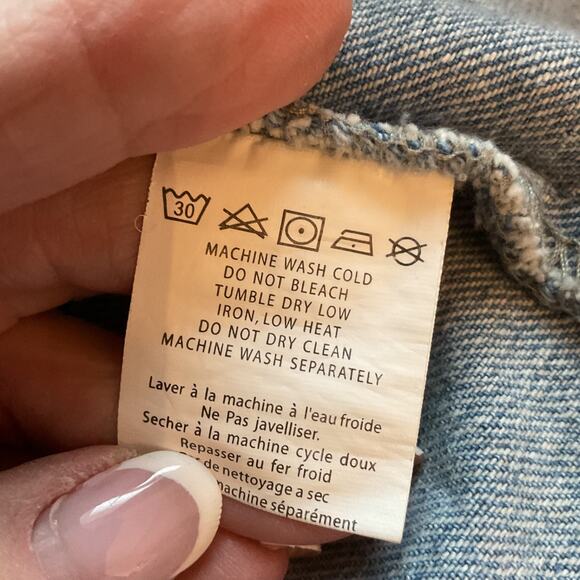 30
MACHINE WASH COLD
DO NOT BLEACH
TUMBLE DRY LOW
IRON, LOW HEAT
DO NOT DRY CLEAN
MACHINE WASH SEPARATELY
Laver à la machine à l'eau froide
Ne Pas javelliser.
Secher à la machine cycle doux
Repasser au fer froid
de nettoyage a sec
machine séparément